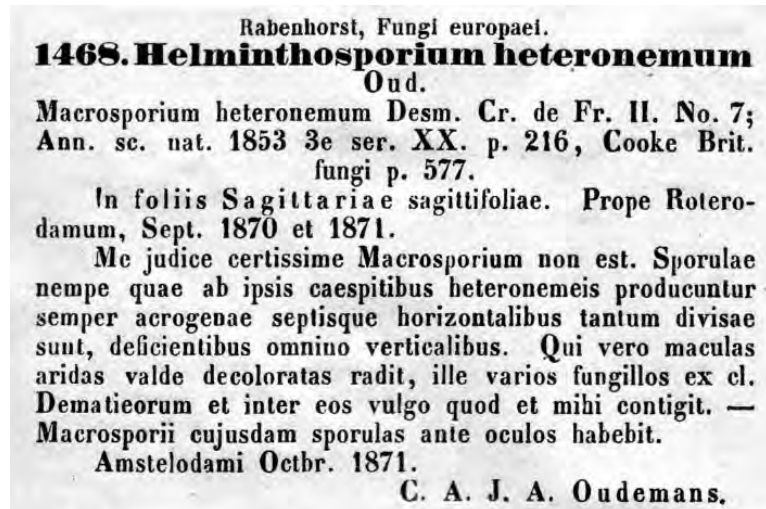 Rabenhorst, Fungi europaei.
1468. Helminthosporium heteronemum
Oud.
Macrosporium heteronemum Desm. Cr. de Fr. II. No. 7;
Ann. sc. nat. 1853 3e ser. XX. p. 216, Cooke Brit.
fungi p. 577.
In foliis Sagittariae sagittifoliae. Prope Rotero-
damum, Sept. 1870 et 1871.
Me judice certissime Macrosporium non est. Sporulae
nempe quae ab ipsis caespitibus heteronemeis producuntur
semper acrogenae septisque horizontalibus tantum divisae
sunt, deficientibus omnino verticalibus. Qui vero maculas
aridas valde decoloratas radit, ille varios fungillos ex cl.
Dematieorum et inter eos vulgo quod et mihi contigit. —
Macrosporii cujusdam sporulas ante oculos habebit.
Amstelodami Octbr. 1871.
C. A. J. A. Oudemans.